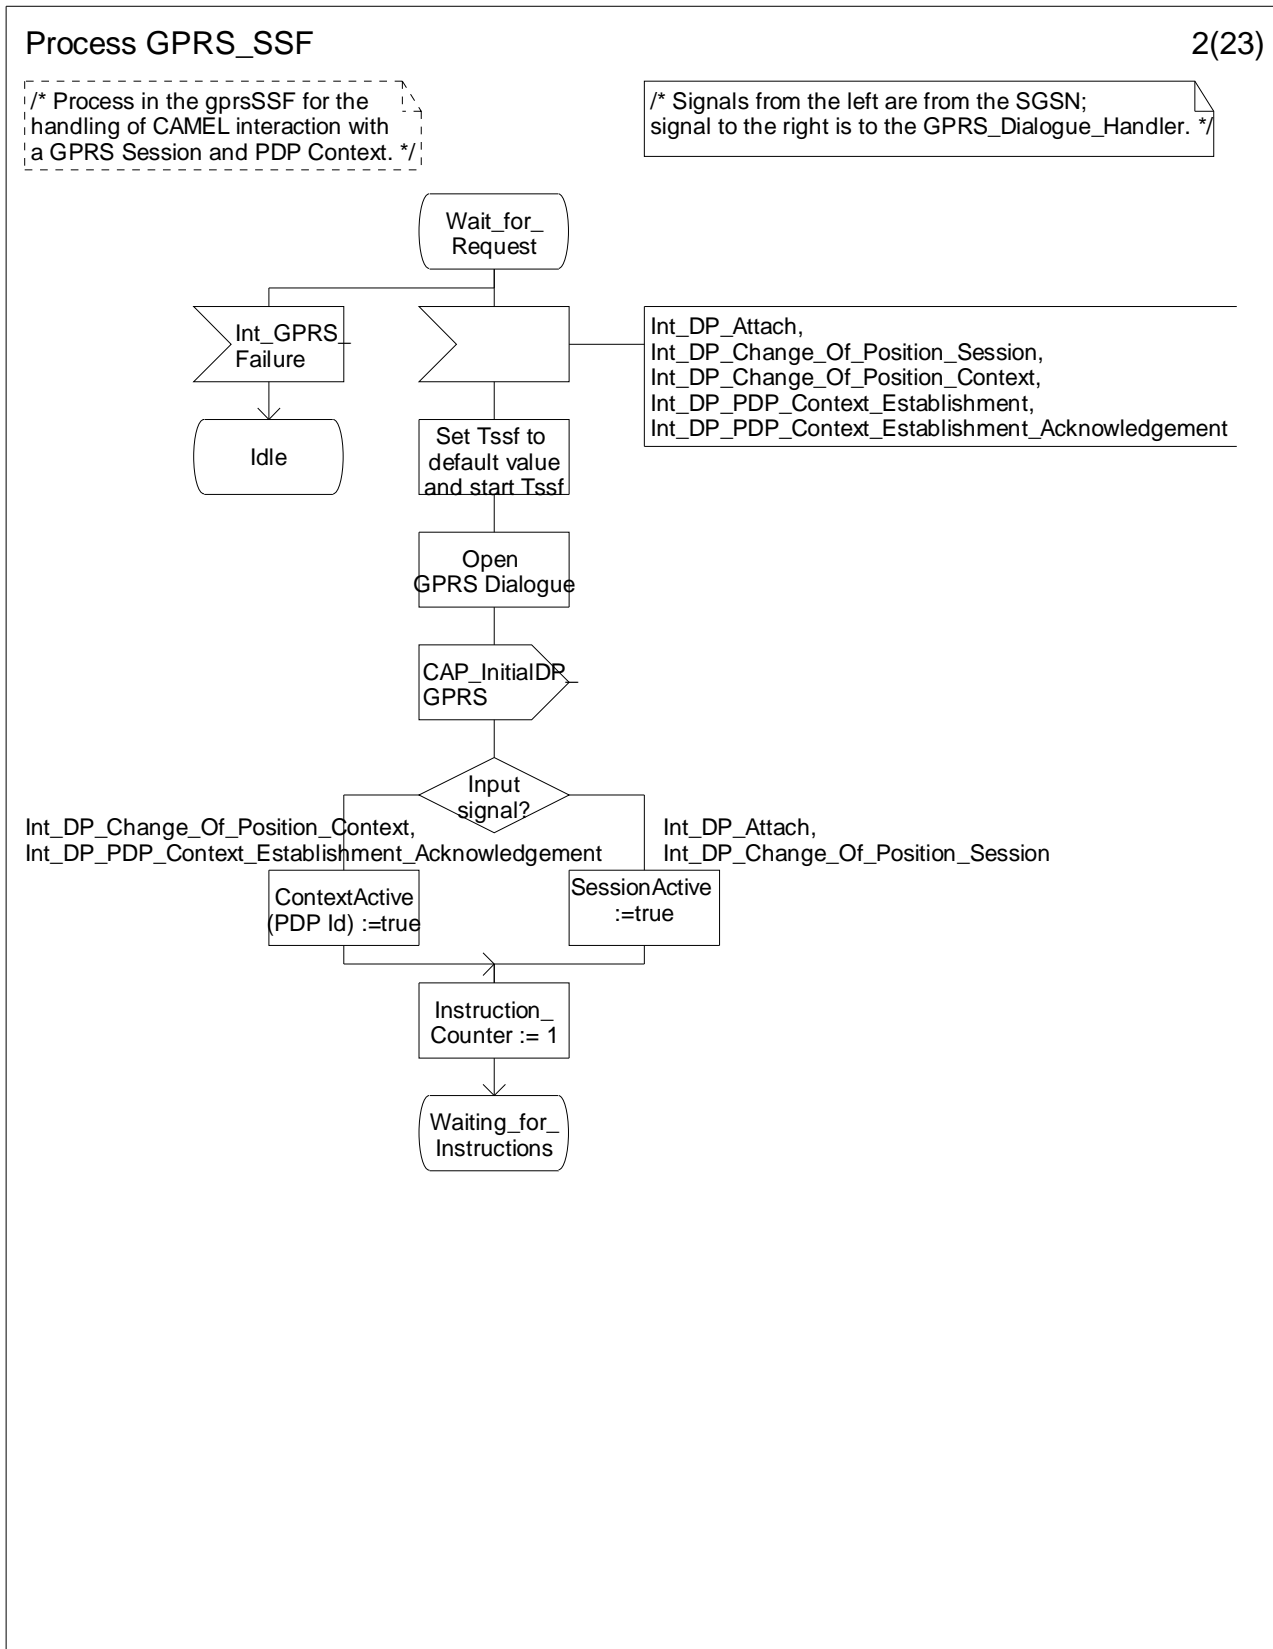 Process GPRS_SSF
2(23)
/* Process in the gprsSSF for the
handling of CAMEL interaction with
a GPRS Session and PDP Context. */
/* Signals from the left are from the SGSN;
signal to the right is to the GPRS_Dialogue_Handler. */
Wait_for_
Request
Int_GPRS_
Failure
Int_DP_Attach,
Int_DP_Change_Of_Position_Session,
Int_DP_Change_Of_Position_Context,
Int_DP_PDP_Context_Establishment,
Int_DP_PDP_Context_Establishment_Acknowledgement
Idle
Set Tssf to
default value
and start Tssf
Open
GPRS Dialogue
CAP_InitialDP_
GPRS
Input
signal?
Int_DP_Change_Of_Position_Context,
Int_DP_PDP_Context_Establishment_Acknowledgement
Int_DP_Attach,
Int_DP_Change_Of_Position_Session
ContextActive
(PDP Id) :=true
SessionActive
:=true
Instruction_
Counter := 1
Waiting_for_
Instructions